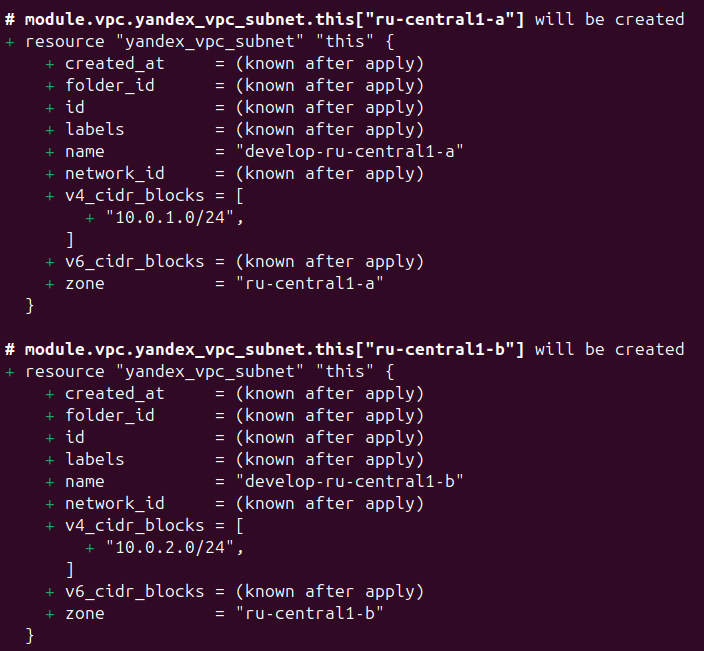 # module.vpc.yandex_vpc_subnet.this["ru-central1-a"] will be created
+ resource "yandex_vpc_subnet" "this" {
    + created_at     = (known after apply)
    + folder_id      = (known after apply)
    + id             = (known after apply)
    + labels         = (known after apply)
    + name           = "develop-ru-central1-a"
    + network_id     = (known after apply)
    + v4_cidr_blocks = [
        + "10.0.1.0/24",
      ]
    + v6_cidr_blocks = (known after apply)
    + zone           = "ru-central1-a"
  }

# module.vpc.yandex_vpc_subnet.this["ru-central1-b"] will be created
+ resource "yandex_vpc_subnet" "this" {
    + created_at     = (known after apply)
    + folder_id      = (known after apply)
    + id             = (known after apply)
    + labels         = (known after apply)
    + name           = "develop-ru-central1-b"
    + network_id     = (known after apply)
    + v4_cidr_blocks = [
        + "10.0.2.0/24",
      ]
    + v6_cidr_blocks = (known after apply)
    + zone           = "ru-central1-b"
  }